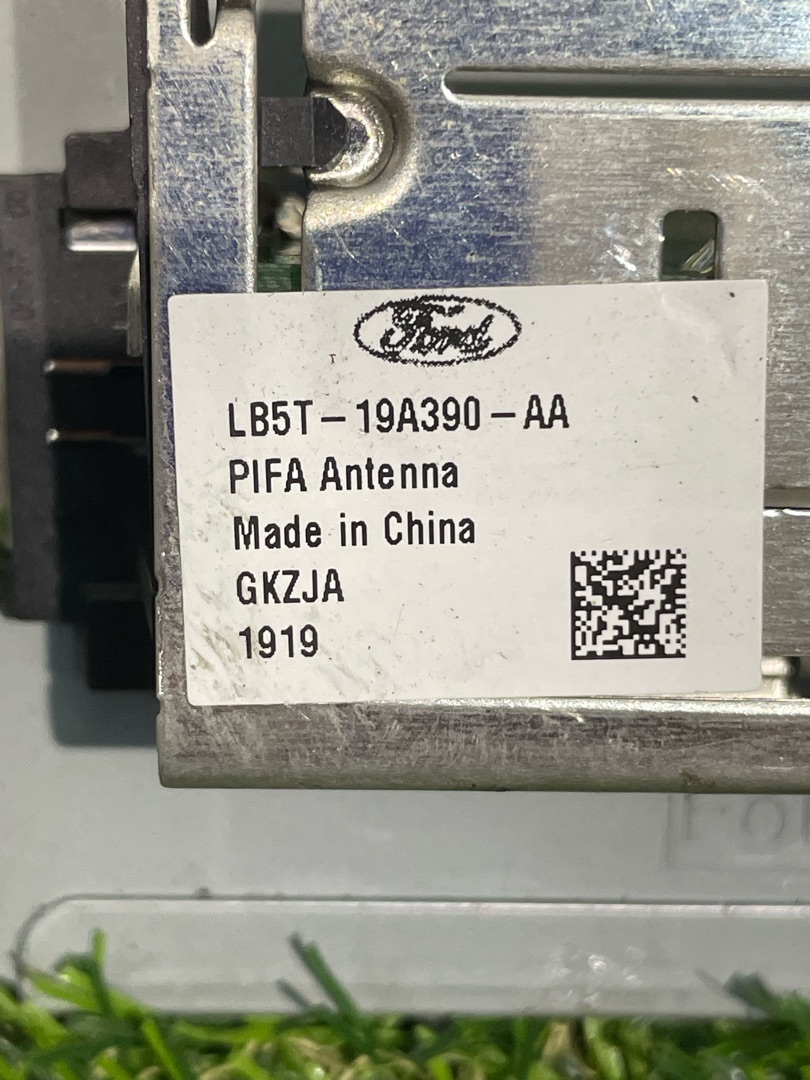 Ford
LB5T-19A390-AA
PIFA Antenna
Made in China
GKZJA
1919